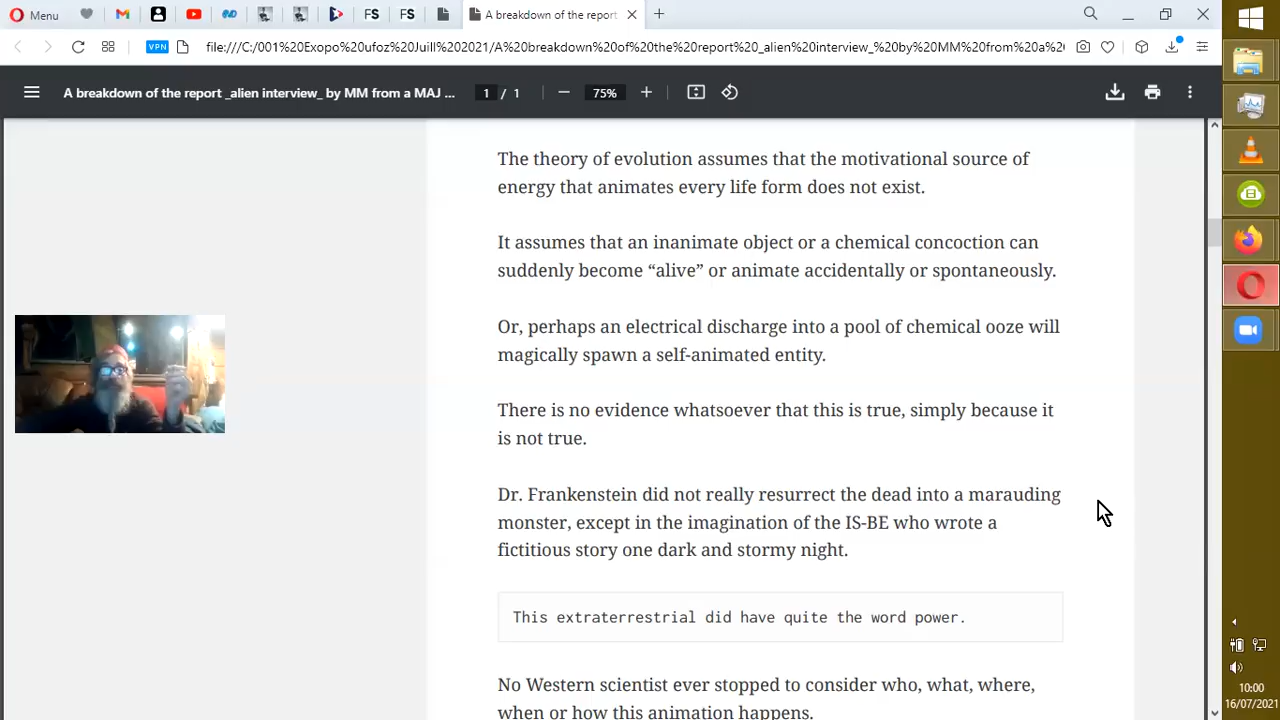 Menu
FS
FS
A breakdown of the report
VPN
file:///C:/001%20Exopo%20ufoz%20Juill%202021/A%20breakdown%20of%20the%20report%20_alien%20interview_%20by%20MM%20from%20a%20
A breakdown of the report _alien interview_ by MM from a MAJ ...
1 / 1
75%
The theory of evolution assumes that the motivational source of
energy that animates every life form does not exist.
It assumes that an inanimate object or a chemical concoction can
suddenly become “alive” or animate accidentally or spontaneously.
Or, perhaps an electrical discharge into a pool of chemical ooze will
magically spawn a self-animated entity.
There is no evidence whatsoever that this is true, simply because it
is not true.
Dr. Frankenstein did not really resurrect the dead into a marauding
monster, except in the imagination of the IS-BE who wrote a
fictitious story one dark and stormy night.
This extraterrestrial did have quite the word power.
No Western scientist ever stopped to consider who, what, where,
when or how this animation happens.
10:00
16/07/2021